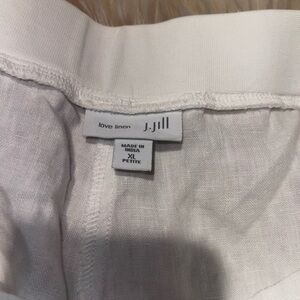 love linen J.Jill
MADE IN
INDIA
XL
PETITE